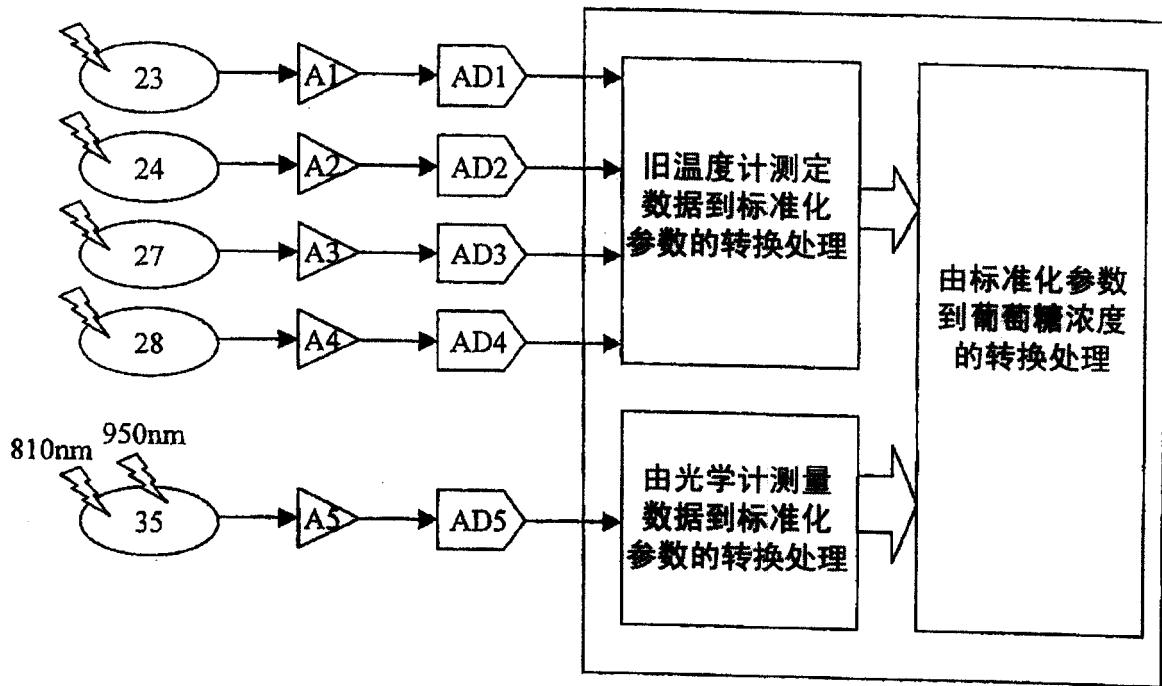 23
A1
AD1
24
A2
AD2
27
A3
AD3
28
A4
AD4
旧温度计测定
数据到标准化
参数的转换处理
810nm
950nm
35
A5
AD5
由光学计测量
数据到标准化
参数的转换处理
由标准化参数
到葡萄糖浓度
的转换处理